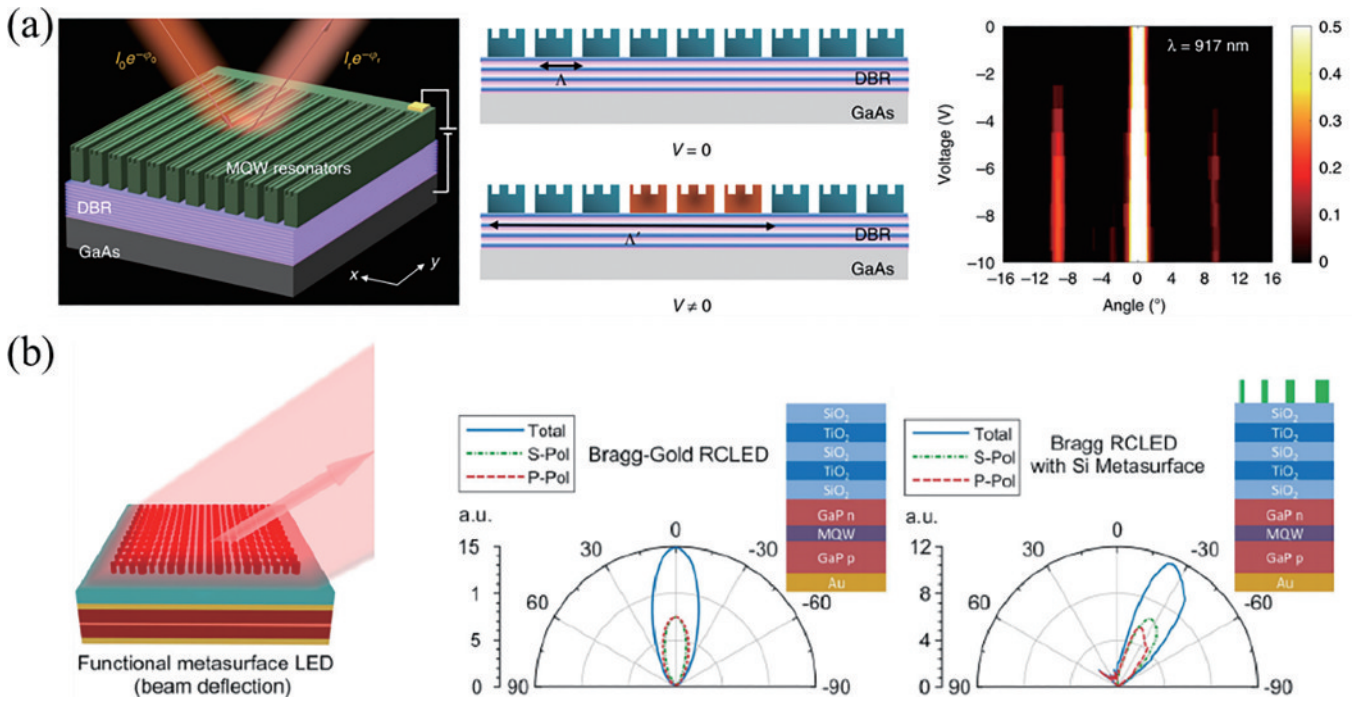 (a)
I₀e⁻ᵠ⁰
Iᵣe⁻ᵠʳ
MQW resonators
DBR
GaAs
x
y
Λ
DBR
GaAs
V = 0
Λ′
DBR
GaAs
V ≠ 0
λ = 917 nm
Voltage (V)
0
−2
−4
−6
−8
−10
−16
−12
−8
−4
0
4
8
12
16
Angle (°)
0.5
0.4
0.3
0.2
0.1
0
(b)
Functional metasurface LED
(beam deflection)
Total
S-Pol
P-Pol
Bragg-Gold RCLED
SiO₂
TiO₂
SiO₂
TiO₂
SiO₂
GaP n
MQW
GaP p
Au
a.u.
15
10
5
0
90
60
30
0
-30
-60
-90
Total
S-Pol
P-Pol
Bragg RCLED
with Si Metasurface
SiO₂
TiO₂
SiO₂
TiO₂
SiO₂
GaP n
MQW
GaP p
Au
a.u.
12
8
4
0
90
60
30
0
-30
-60
-90